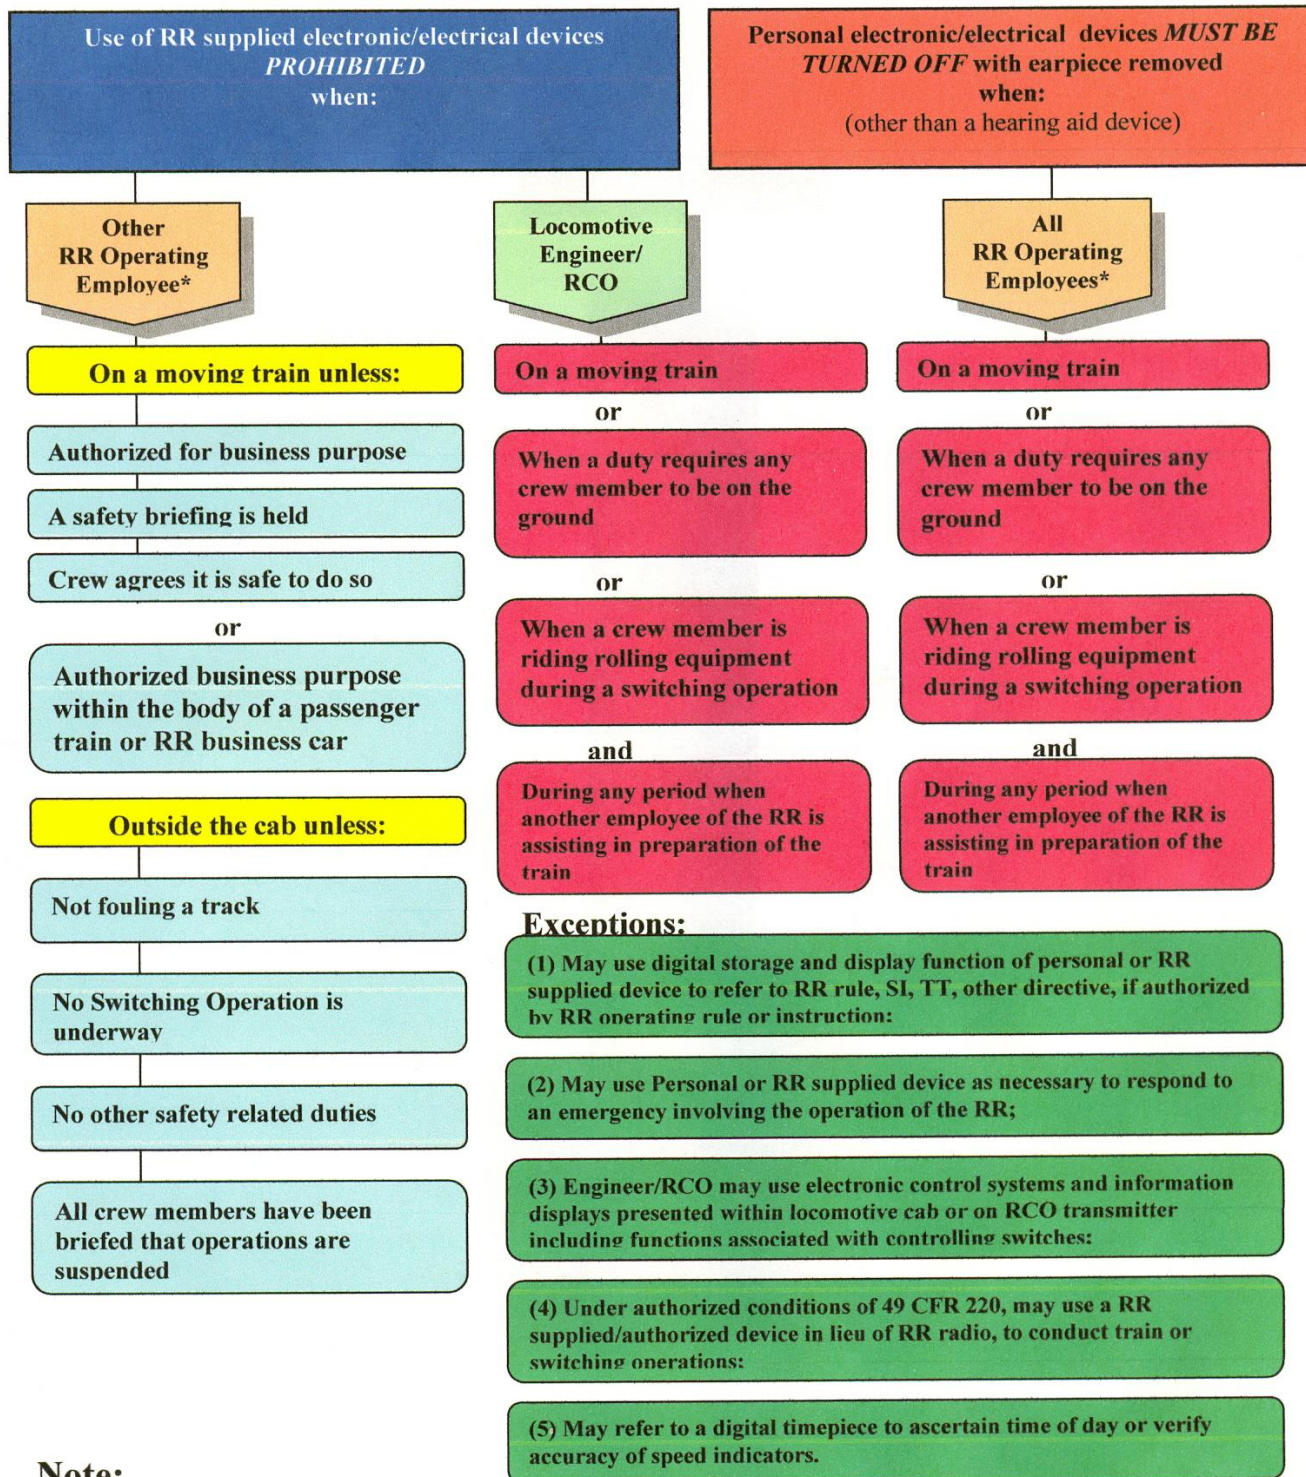 Use of RR supplied electronic/electrical devices
PROHIBITED
when:
Personal electronic/electrical devices MUST BE
TURNED OFF with earpiece removed
when:
(other than a hearing aid device)
Other
RR Operating
Employee*
Locomotive
Engineer/
RCO
All
RR Operating
Employees*
On a moving train unless:
Authorized for business purpose
A safety briefing is held
Crew agrees it is safe to do so
or
Authorized business purpose
within the body of a passenger
train or RR business car
Outside the cab unless:
Not fouling a track
No Switching Operation is
underway
No other safety related duties
All crew members have been
briefed that operations are
suspended
On a moving train
or
When a duty requires any
crew member to be on the
ground
or
When a crew member is
riding rolling equipment
during a switching operation
and
During any period when
another employee of the RR is
assisting in preparation of the
train
On a moving train
or
When a duty requires any
crew member to be on the
ground
or
When a crew member is
riding rolling equipment
during a switching operation
and
During any period when
another employee of the RR is
assisting in preparation of the
train
Exceptions:
(1) May use digital storage and display function of personal or RR
supplied device to refer to RR rule, SI, TT, other directive, if authorized
by RR operating rule or instruction;
(2) May use Personal or RR supplied device as necessary to respond to
an emergency involving the operation of the RR;
(3) Engineer/RCO may use electronic control systems and information
displays presented within locomotive cab or on RCO transmitter
including functions associated with controlling switches;
(4) Under authorized conditions of 49 CFR 220, may use a RR
supplied/authorized device in lieu of RR radio, to conduct train or
switching operations;
(5) May refer to a digital timepiece to ascertain time of day or verify
accuracy of speed indicators.
Note: